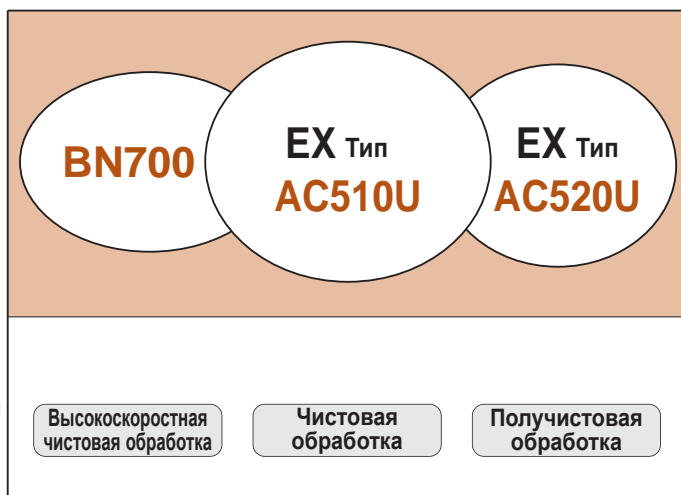 BN700
EX Тип
AC510U
EX Тип
AC520U
Высокоскоростная
чистовая обработка
Чистовая
обработка
Получистовая
обработка